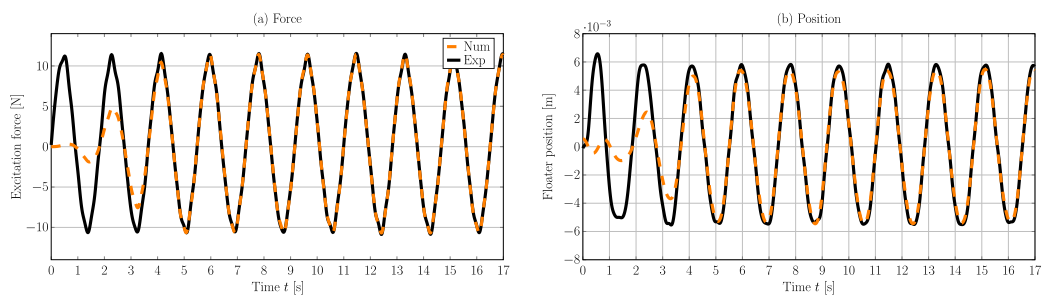 (a) Force
Excitation force [N]
10
5
0
−5
−10
Num
Exp
0 1 2 3 4 5 6 7 8 9 10 11 12 13 14 15 16 17
Time t [s]
(b) Position
·10⁻³
Floater position [m]
8
6
4
2
0
−2
−4
−6
−8
0 1 2 3 4 5 6 7 8 9 10 11 12 13 14 15 16 17
Time t [s]